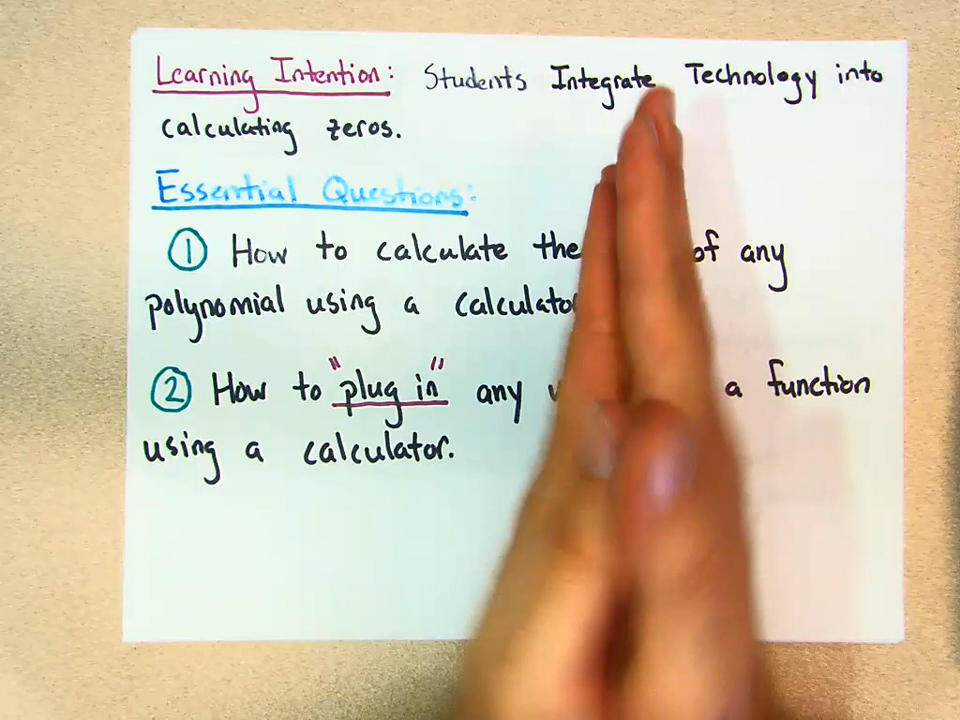 Learning Intention: Students Integrate Technology into
calculating zeros.
Essential Questions:
① How to calculate the of any
polynomial using a calculator
② How to "plug in" any a function
using a calculator.